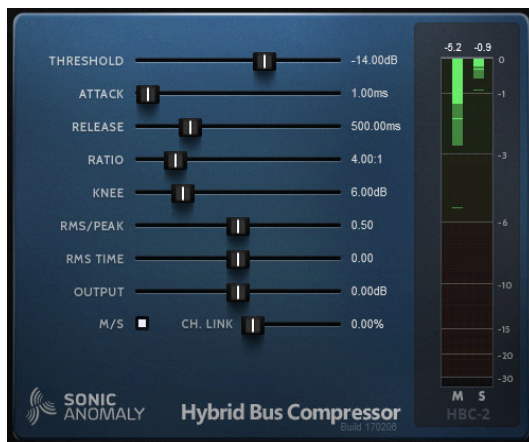 THRESHOLD -14.00dB
ATTACK 1.00ms
RELEASE 500.00ms
RATIO 4.00:1
KNEE 6.00dB
RMS/PEAK 0.50
RMS TIME 0.00
OUTPUT 0.00dB
M/S CH. LINK 0.00%
SONIC
ANOMALY
Hybrid Bus Compressor
Build 170208
-5.2 -0.9
0
-1
-3
-6
-10
-15
-20
-30
M S
HBC-2